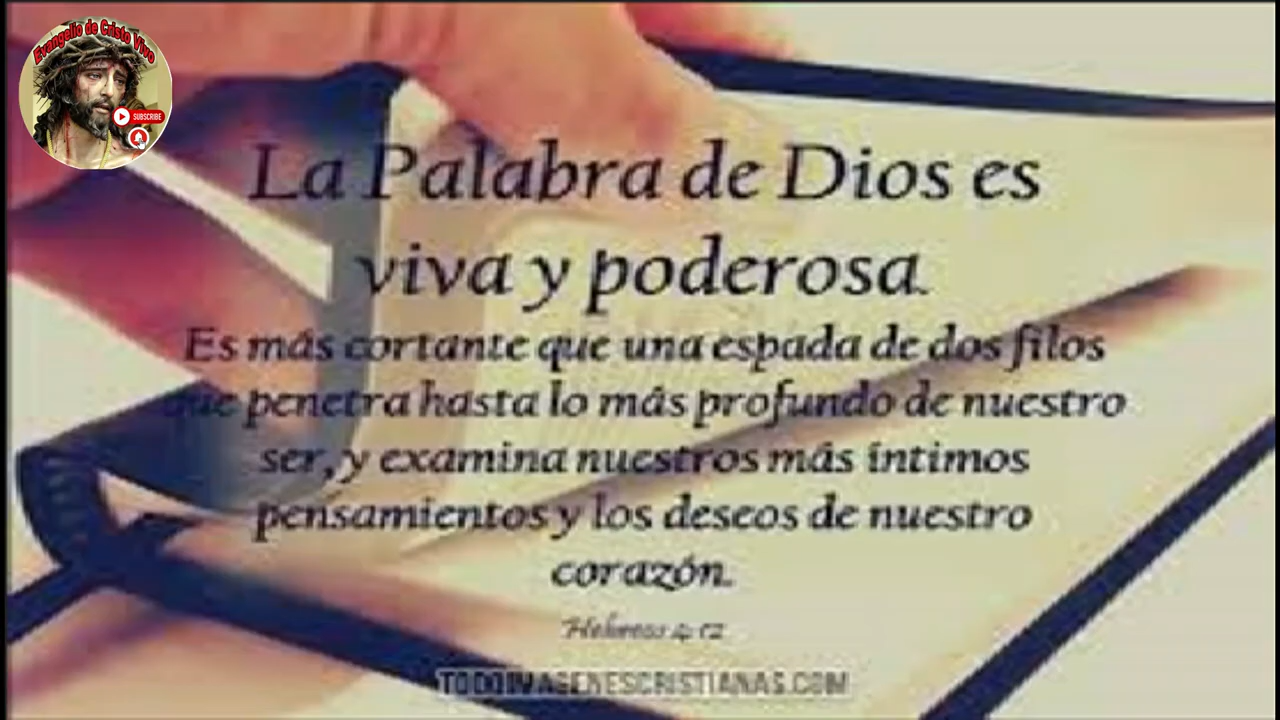 Evangelio de Cristo Vivo
SUBSCRIBE
La Palabra de Dios es
viva y poderosa.
Es más cortante que una espada de dos filos
que penetra hasta lo más profundo de nuestro
ser, y examina nuestros más íntimos
pensamientos y los deseos de nuestro
corazón.
Hebreos 4:12
TODOIMAGENESCRISTIANAS.COM